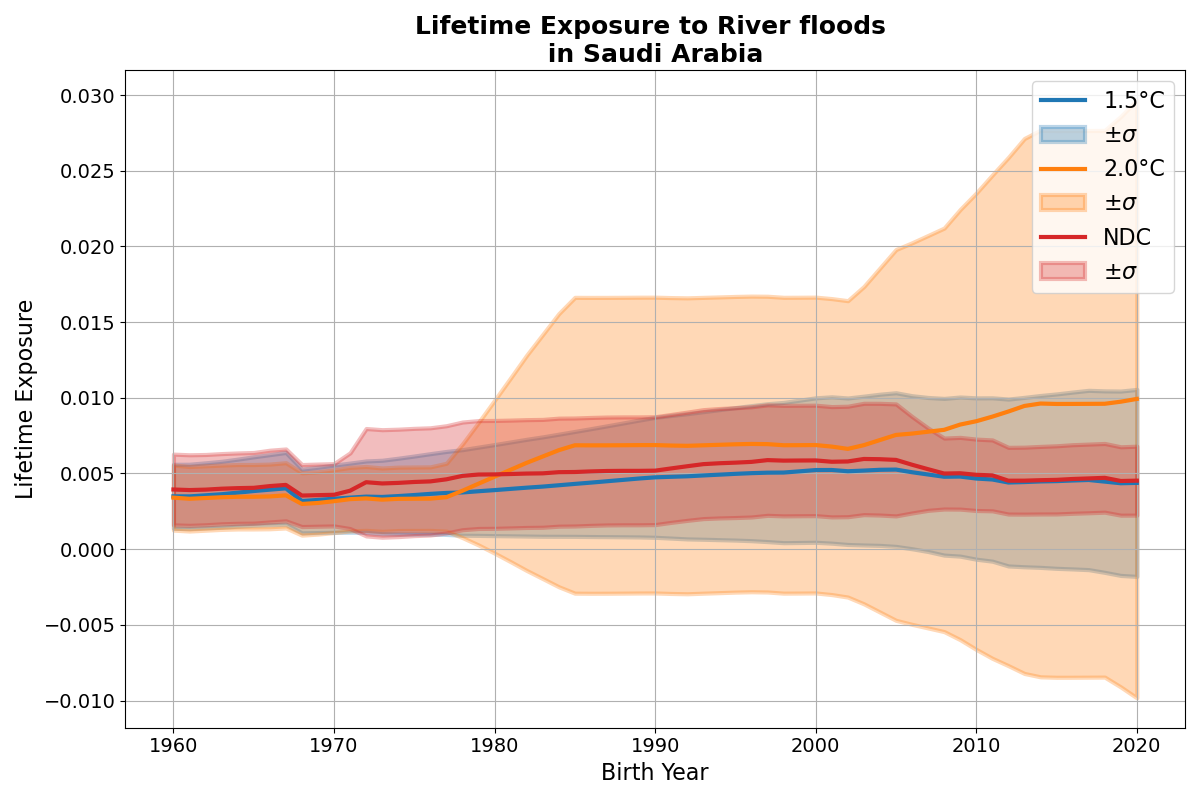 Lifetime Exposure to River floods
in Saudi Arabia
Lifetime Exposure
0.030
0.025
0.020
0.015
0.010
0.005
0.000
−0.005
−0.010
1.5°C
±σ
2.0°C
±σ
NDC
±σ
1960
1970
1980
1990
2000
2010
2020
Birth Year